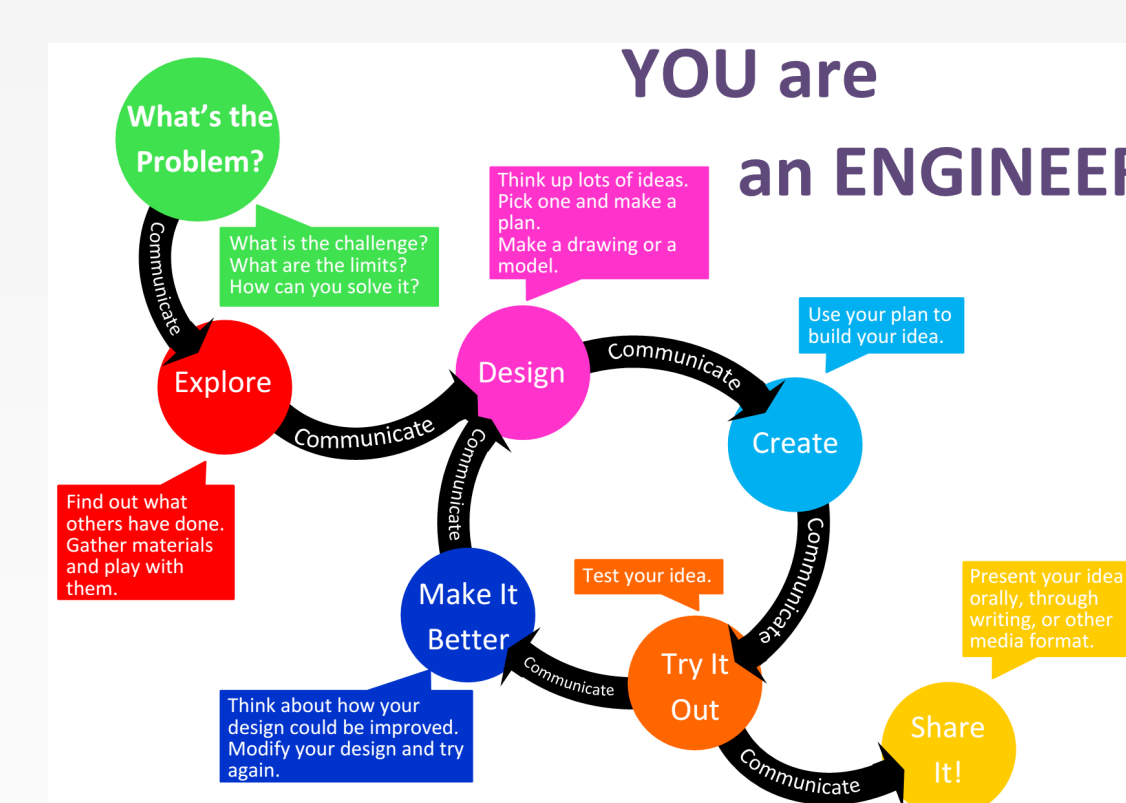 YOU are
an ENGINEER
What's the
Problem?
Communicate
What is the challenge?
What are the limits?
How can you solve it?
Explore
Find out what
others have done.
Gather materials
and play with
them.
Communicate
Think up lots of ideas.
Pick one and make a
plan.
Make a drawing or a
model.
Design
Communicate
Use your plan to
build your idea.
Create
Communicate
Test your idea.
Try It
Out
Communicate
Make It
Better
Think about how your
design could be improved.
Modify your design and try
again.
Communicate
Communicate
Present your idea
orally, through
writing, or other
media format.
Share
It!